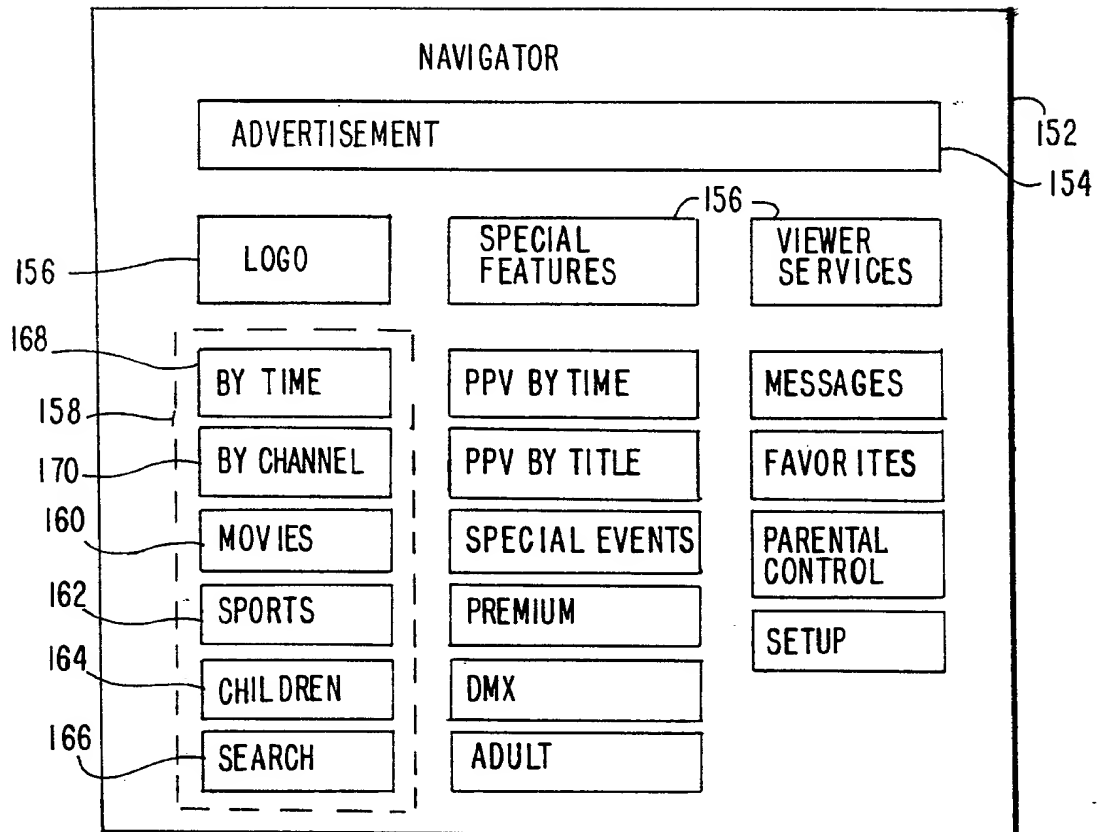 NAVIGATOR
ADVERTISEMENT
152
154
156
156
LOGO
SPECIAL
FEATURES
VIEWER
SERVICES
168
158
170
160
162
164
166
BY TIME
BY CHANNEL
MOVIES
SPORTS
CHILDREN
SEARCH
PPV BY TIME
PPV BY TITLE
SPECIAL EVENTS
PREMIUM
DMX
ADULT
MESSAGES
FAVORITES
PARENTAL
CONTROL
SETUP